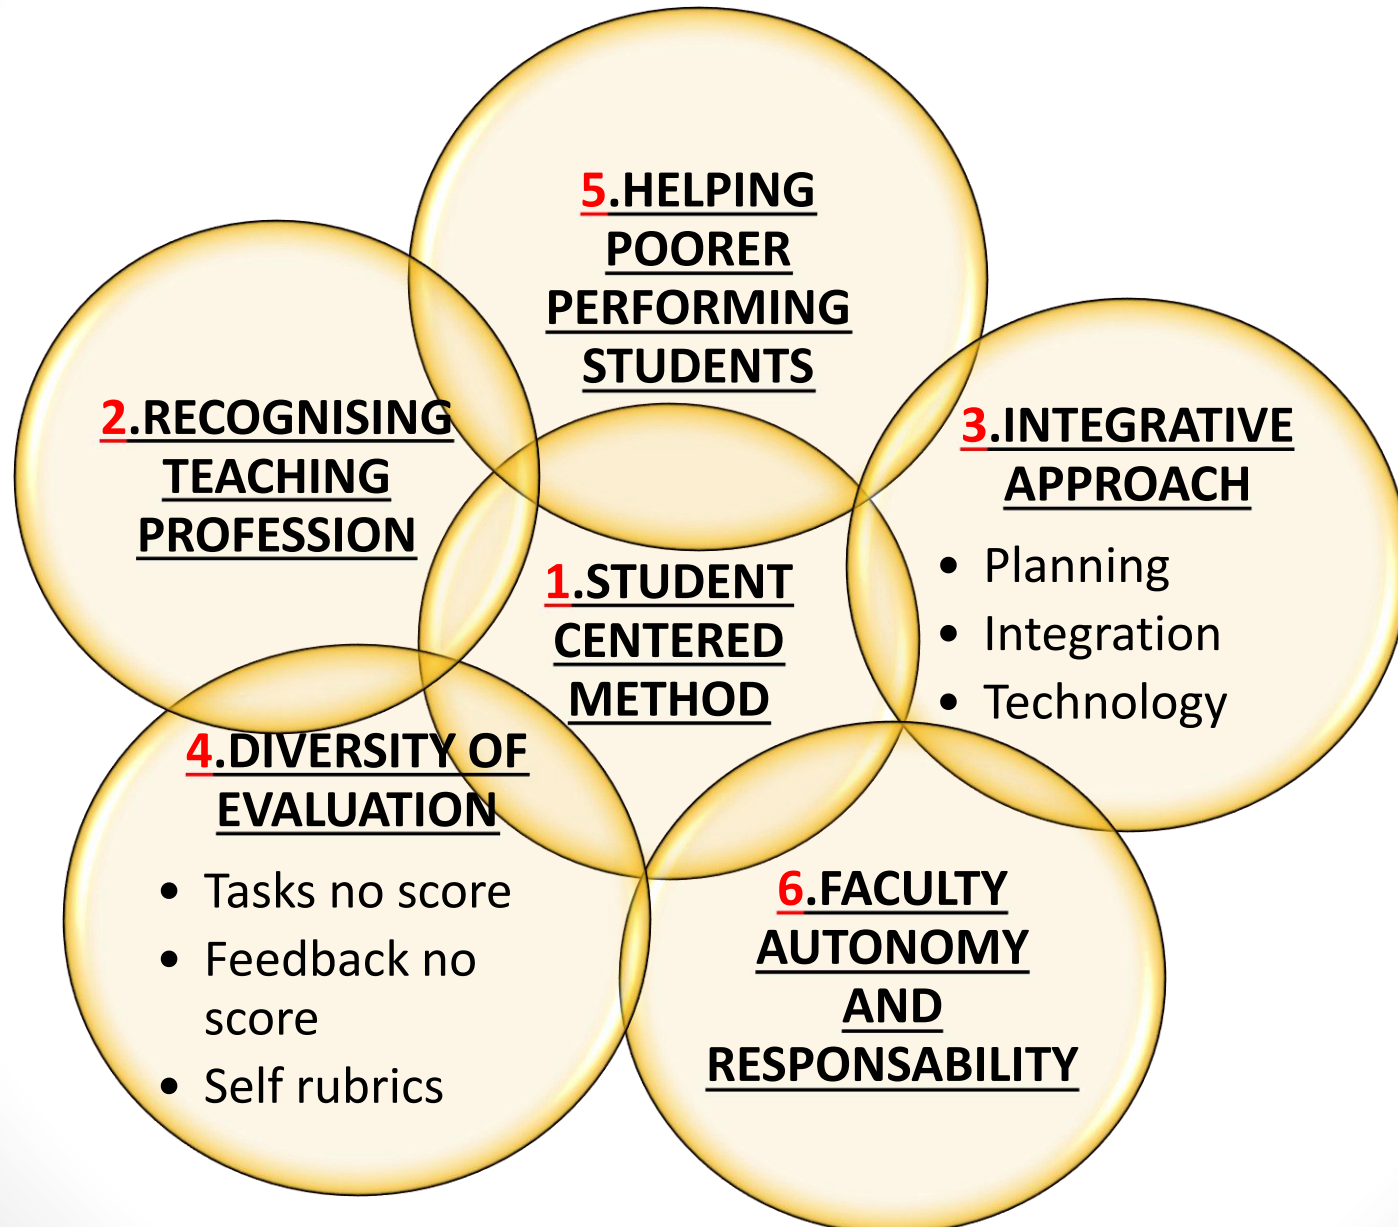 5.HELPING
POORER
PERFORMING
STUDENTS
2.RECOGNISING
TEACHING
PROFESSION
3.INTEGRATIVE
APPROACH
• Planning
• Integration
• Technology
1.STUDENT
CENTERED
METHOD
4.DIVERSITY OF
EVALUATION
• Tasks no score
• Feedback no
score
• Self rubrics
6.FACULTY
AUTONOMY
AND
RESPONSABILITY